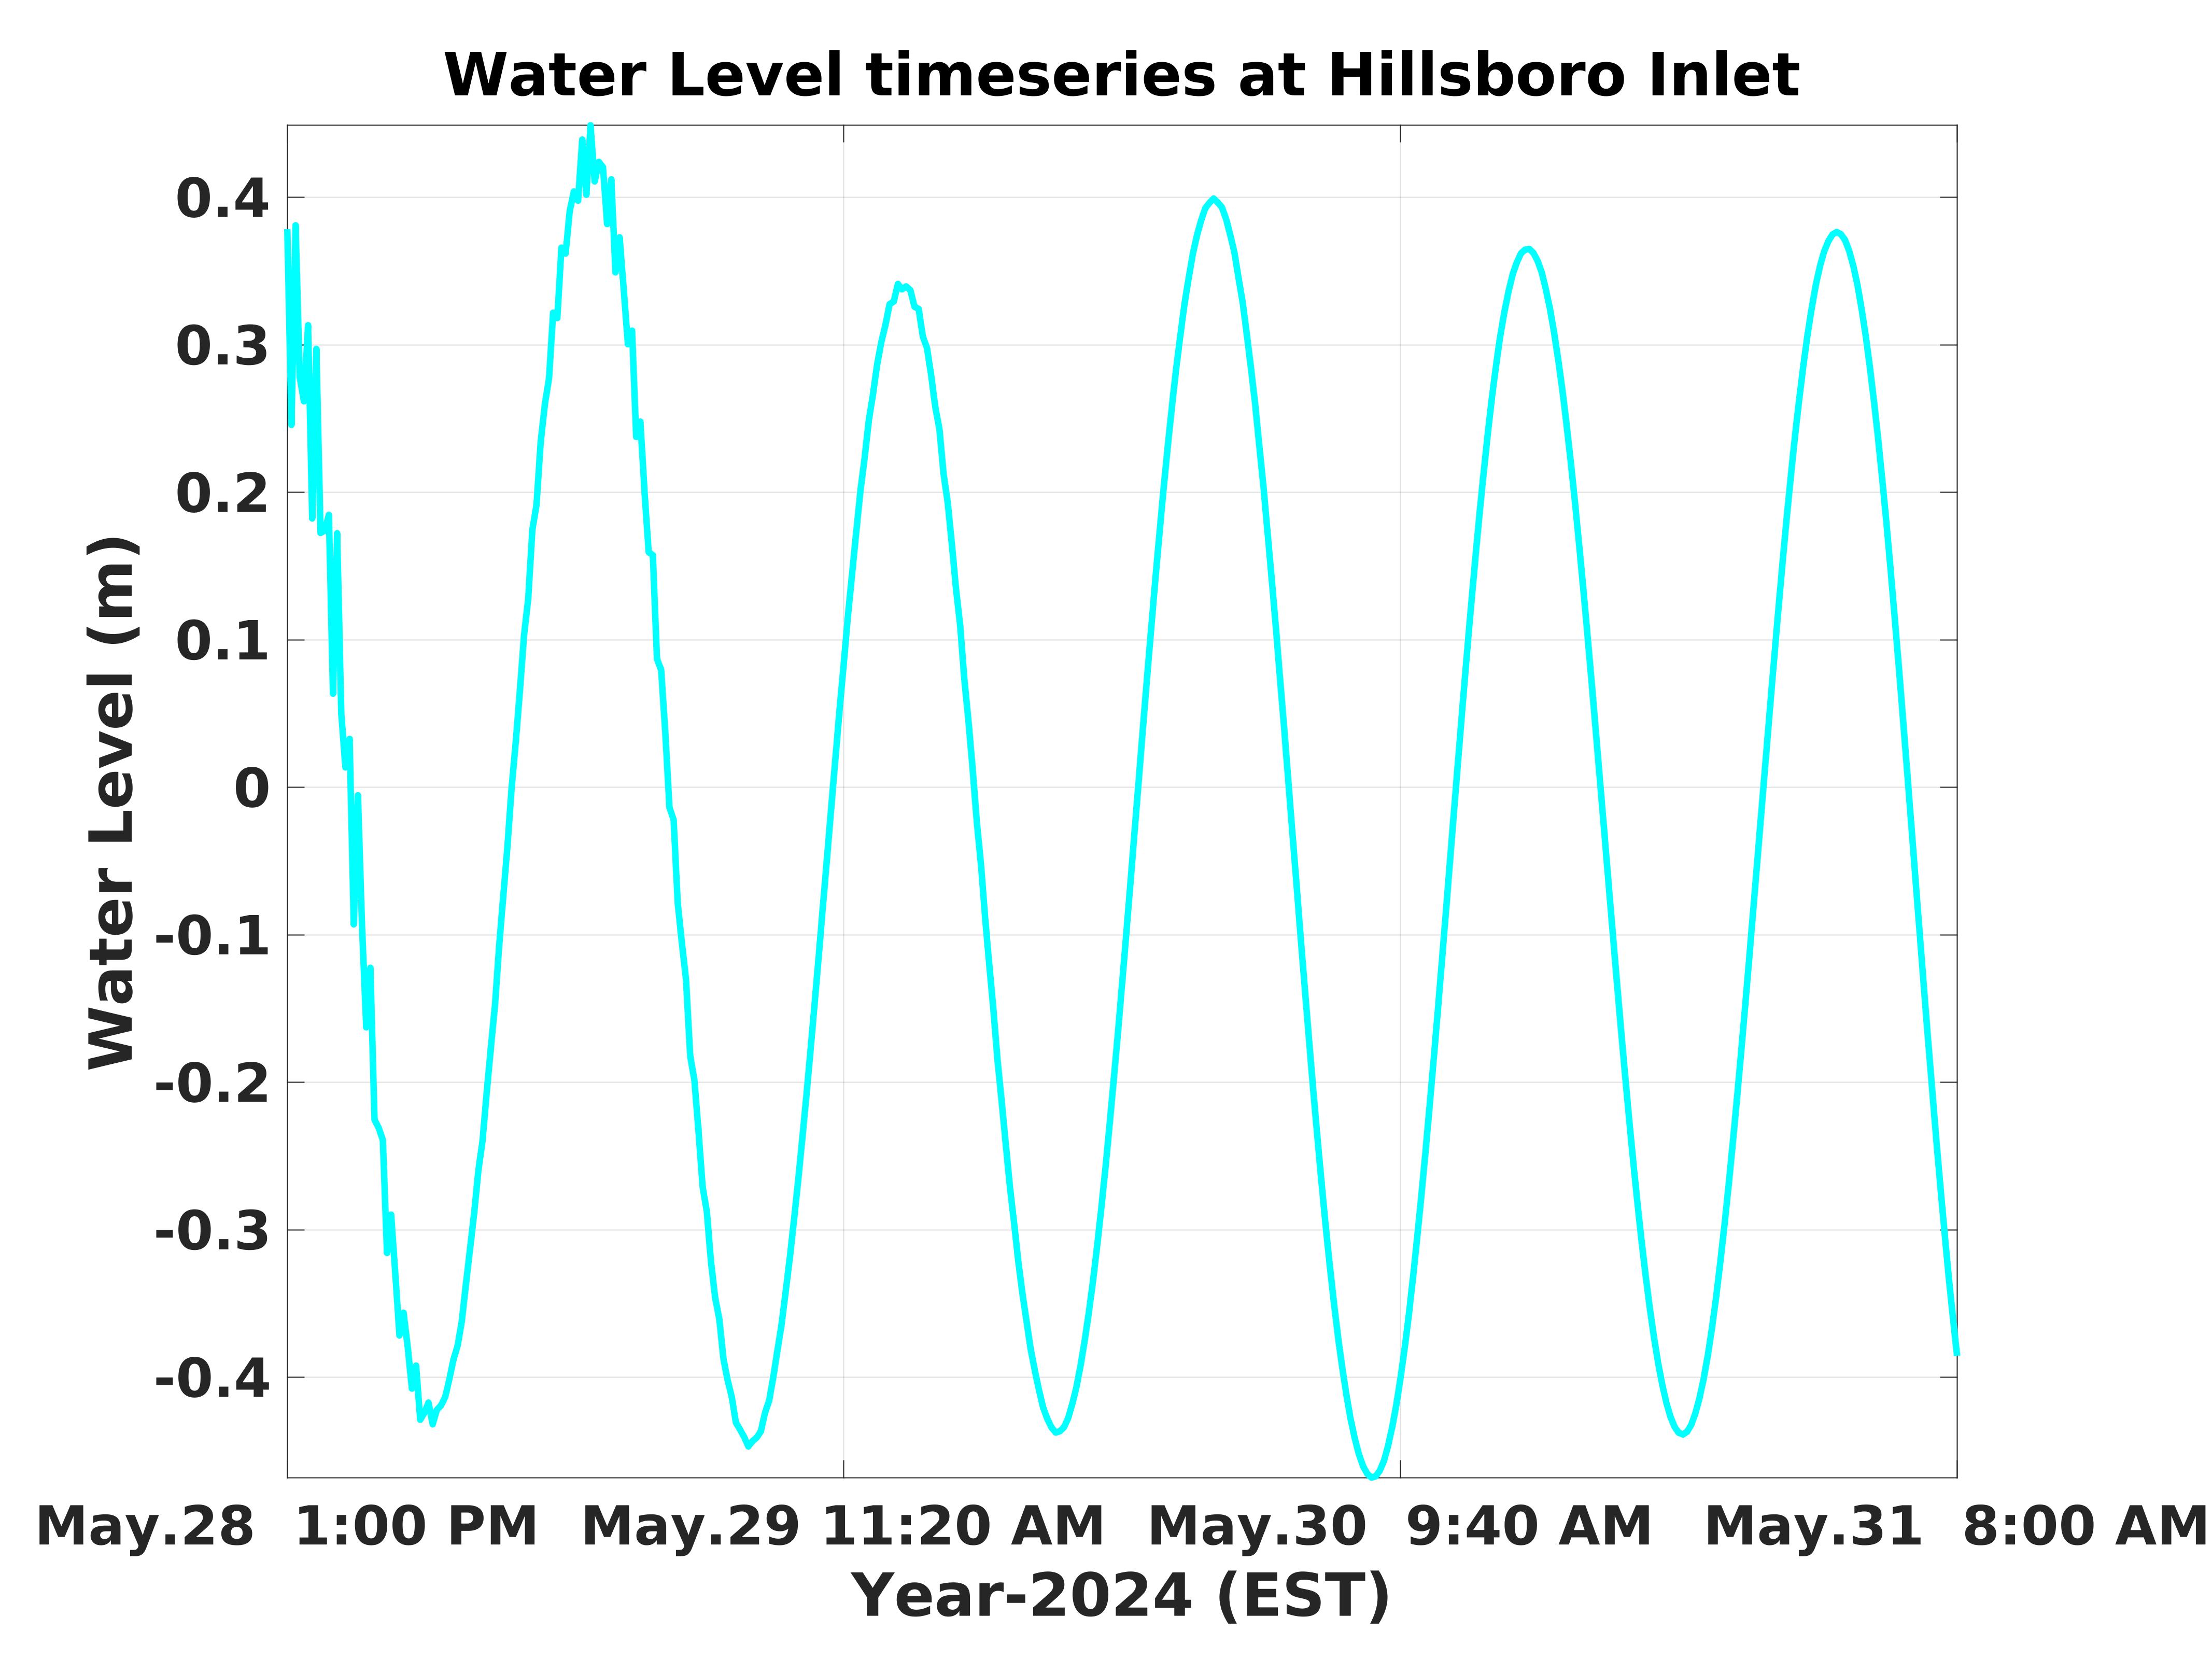 Water Level timeseries at Hillsboro Inlet
0.4
0.3
0.2
0.1
0
-0.1
-0.2
-0.3
-0.4
Water Level (m)
May.28 1:00 PM May.29 11:20 AM May.30 9:40 AM May.31 8:00 AM
Year-2024 (EST)